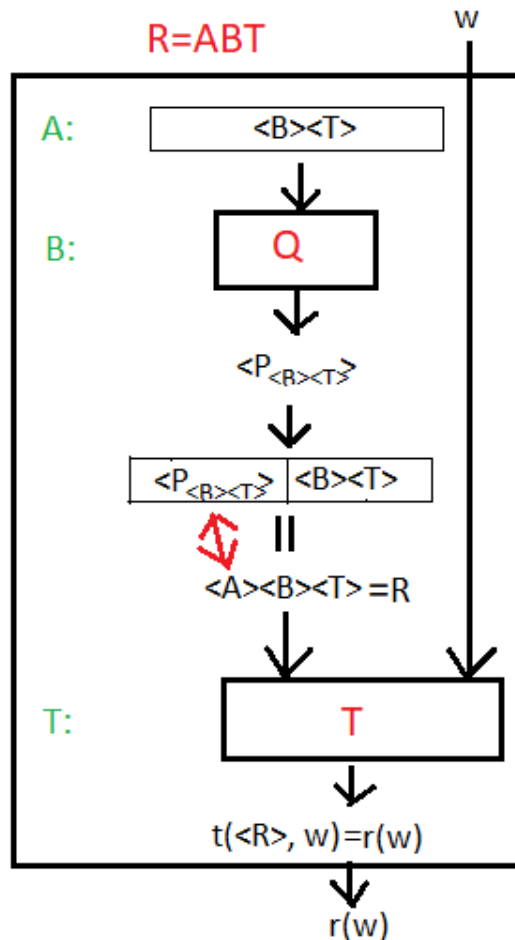 w
R=ABT
A: <B><T>
B: Q
<P<B><T>>
<P<B><T>> <B><T>
<A><B><T>=R
T: T
t(<R>, w)=r(w)
r(w)